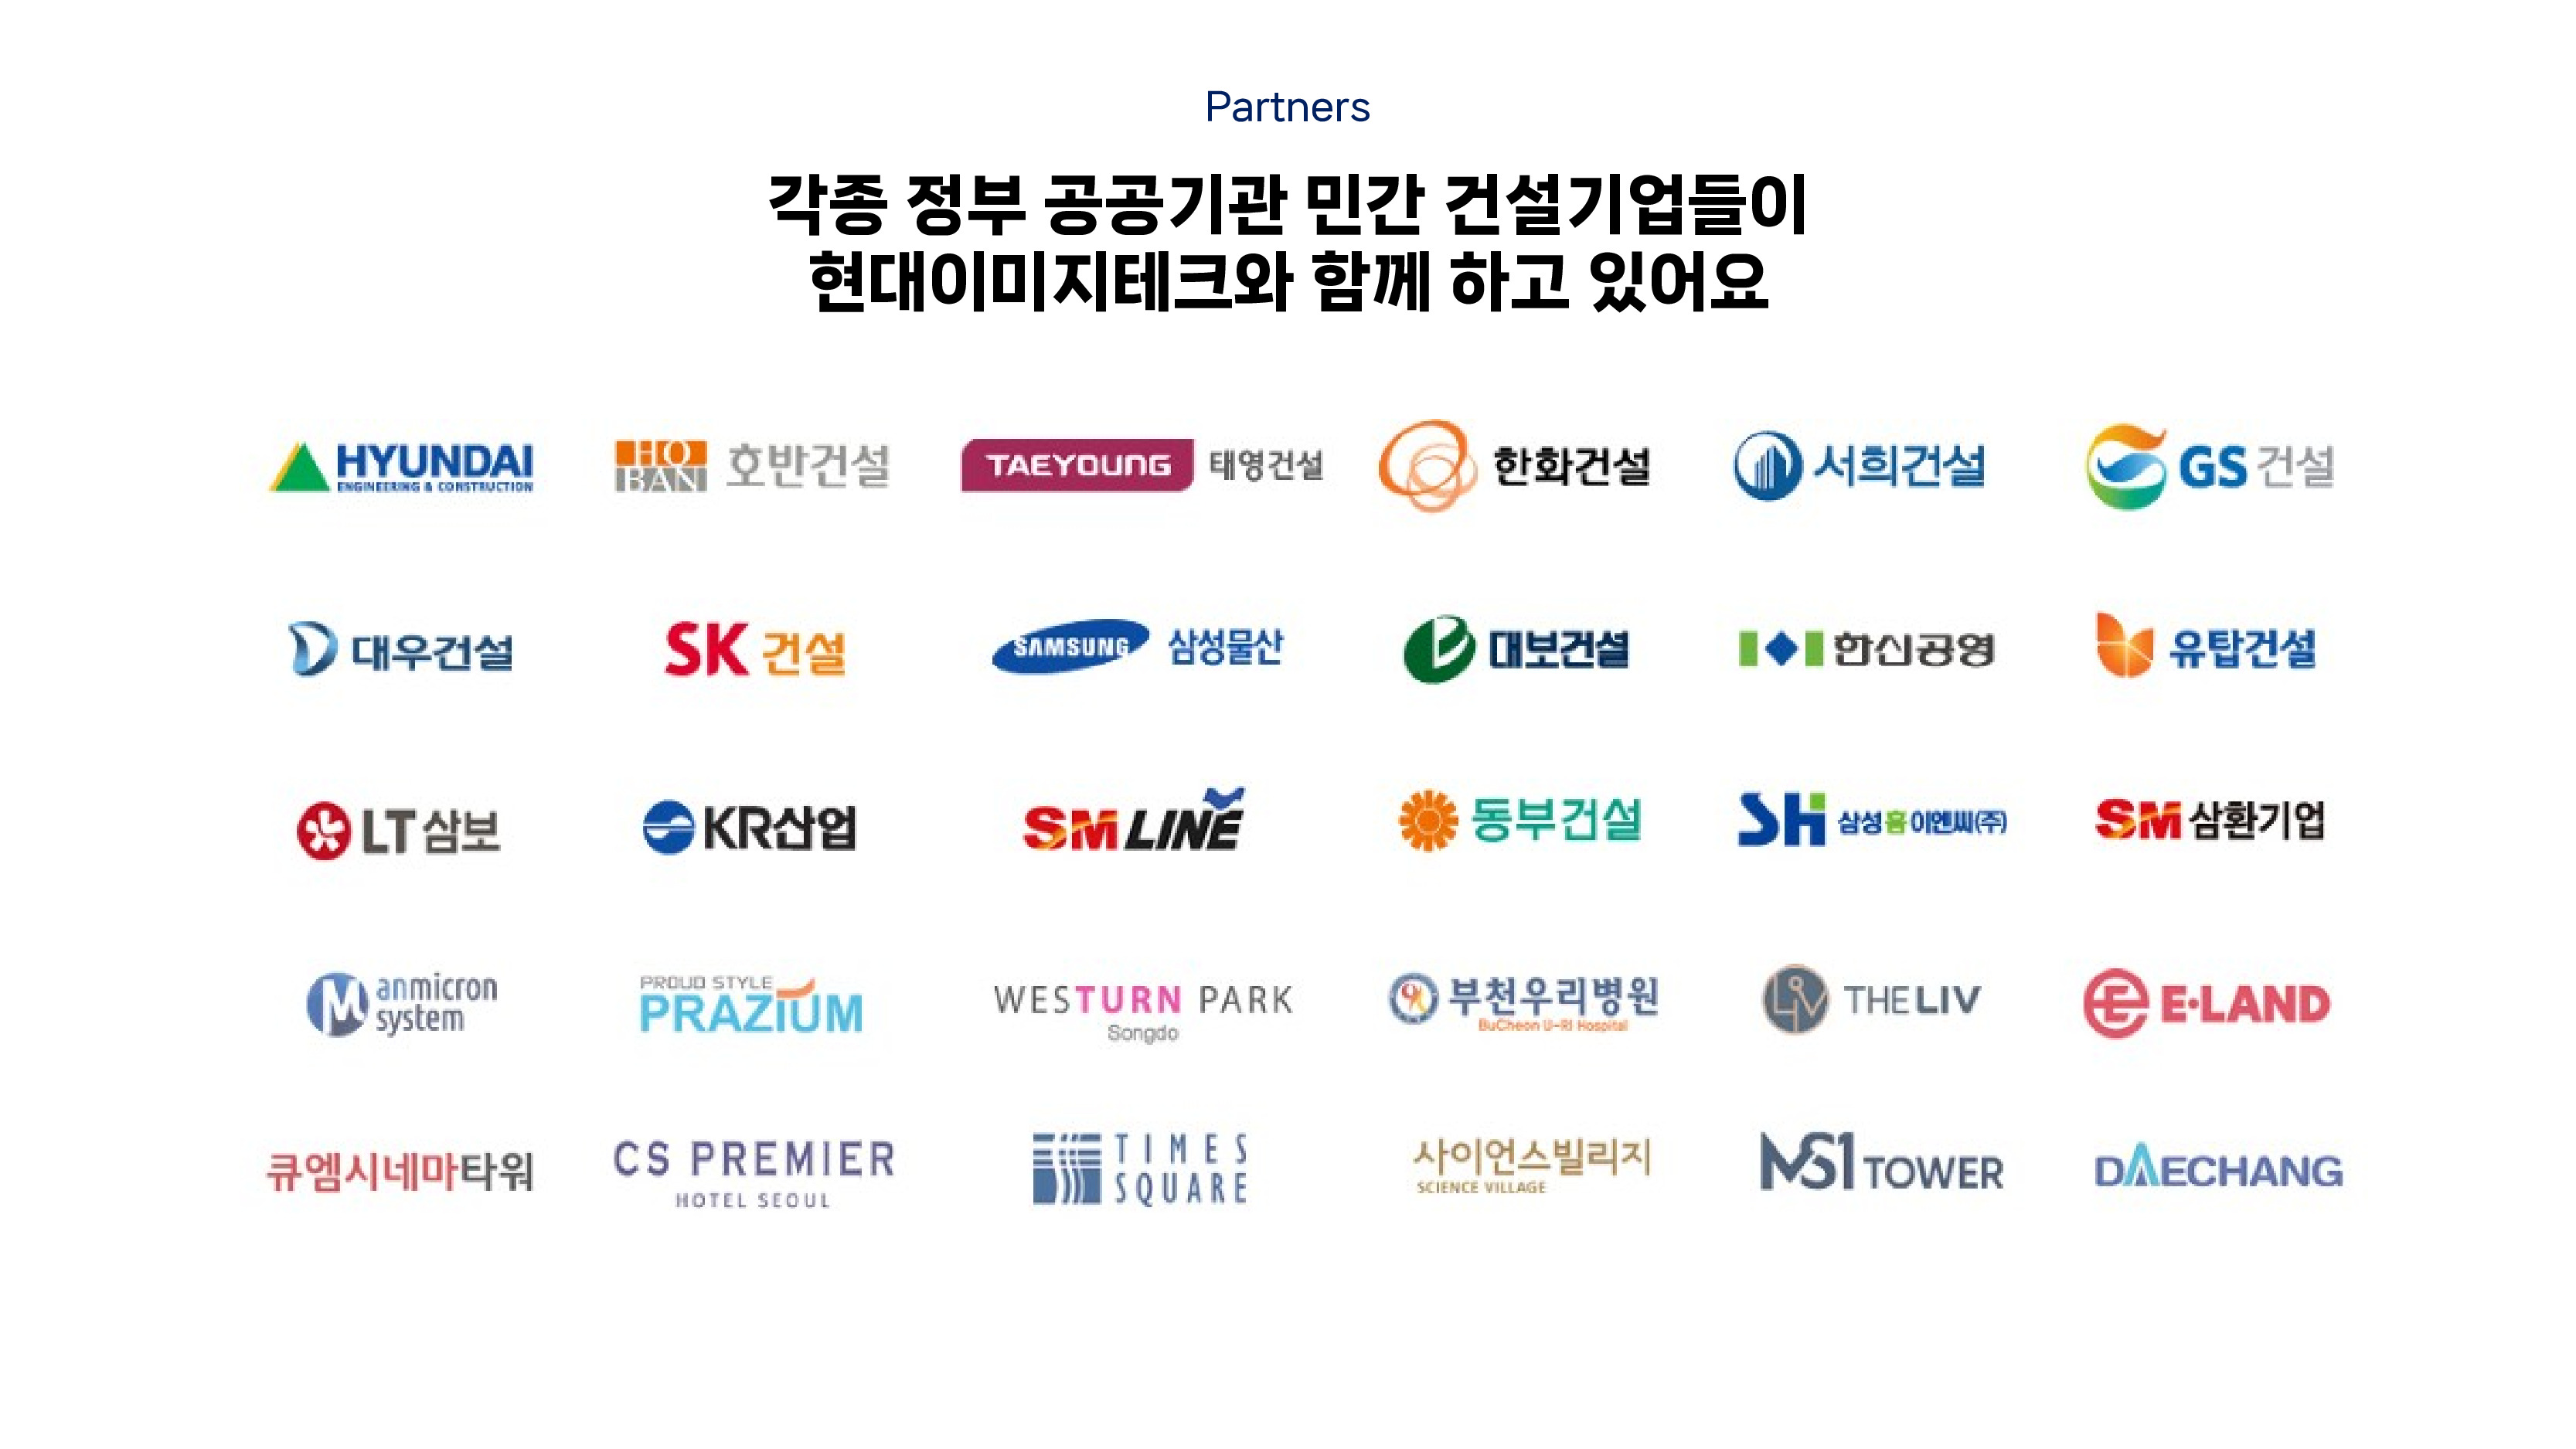 Partners
각종 정부 공공기관 민간 건설기업들이
현대이미지테크와 함께 하고 있어요
HYUNDAI
ENGINEERING & CONSTRUCTION
HO
BAN
호반건설
TAEYOUNG 태영건설
한화건설
서희건설
GS건설
대우건설
SK 건설
SAMSUNG 삼성물산
대보건설
한신공영
유탑건설
LT삼보
KR산업
SM LINE
동부건설
SH 삼성홈이엔씨(주)
SM 삼환기업
M anmicron
system
PROUD STYLE
PRAZIUM
WESTURN PARK
Songdo
부천우리병원
BuCheon U-RI Hospital
LIV THE LIV
E E·LAND
큐엠시네마타워
CS PREMIER
HOTEL SEOUL
TIMES
SQUARE
사이언스빌리지
SCIENCE VILLAGE
MS1 TOWER
DAECHANG